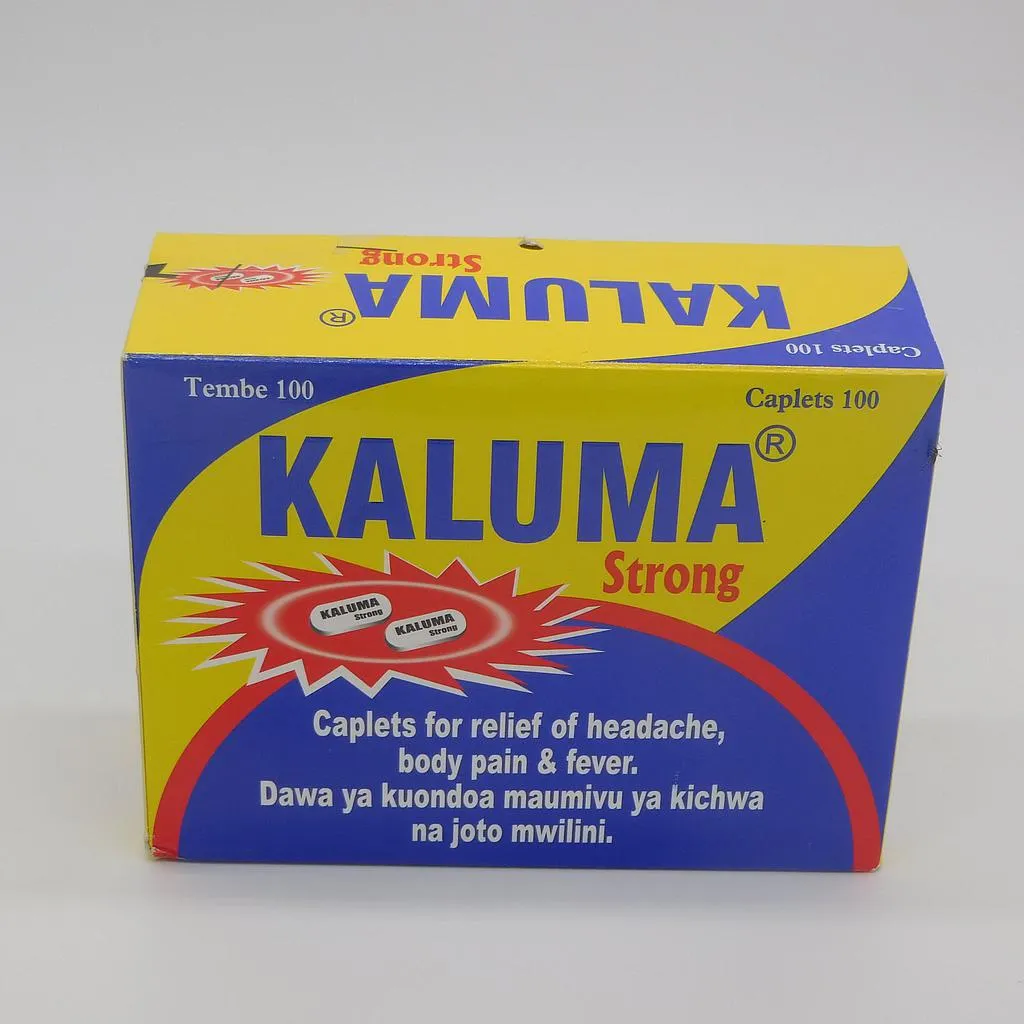 Strong
KALUMA®
Caplets 100
Tembe 100
Caplets 100
KALUMA®
Strong
KALUMA
Strong
KALUMA
Strong
Caplets for relief of headache,
body pain & fever.
Dawa ya kuondoa maumivu ya kichwa
na joto mwilini.